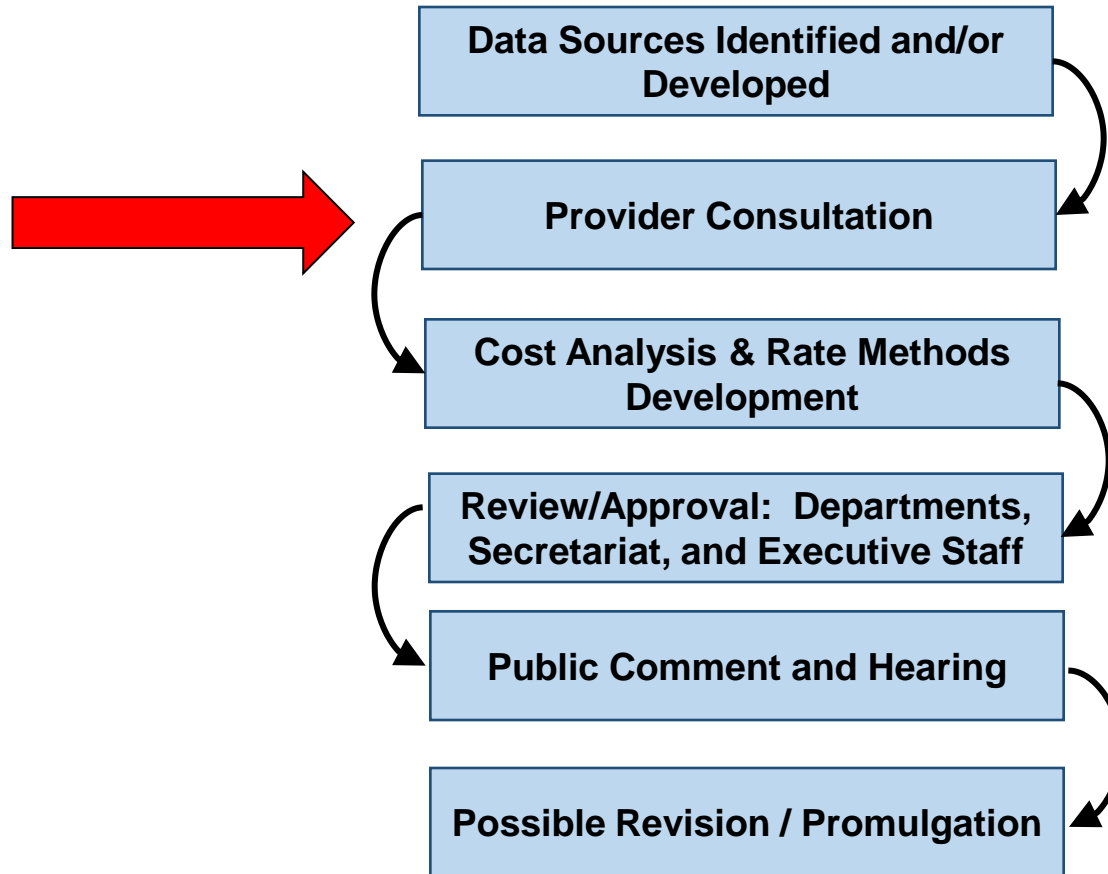 Data Sources Identified and/or
Developed
Provider Consultation
Cost Analysis & Rate Methods
Development
Review/Approval:  Departments,
Secretariat, and Executive Staff
Public Comment and Hearing
Possible Revision / Promulgation